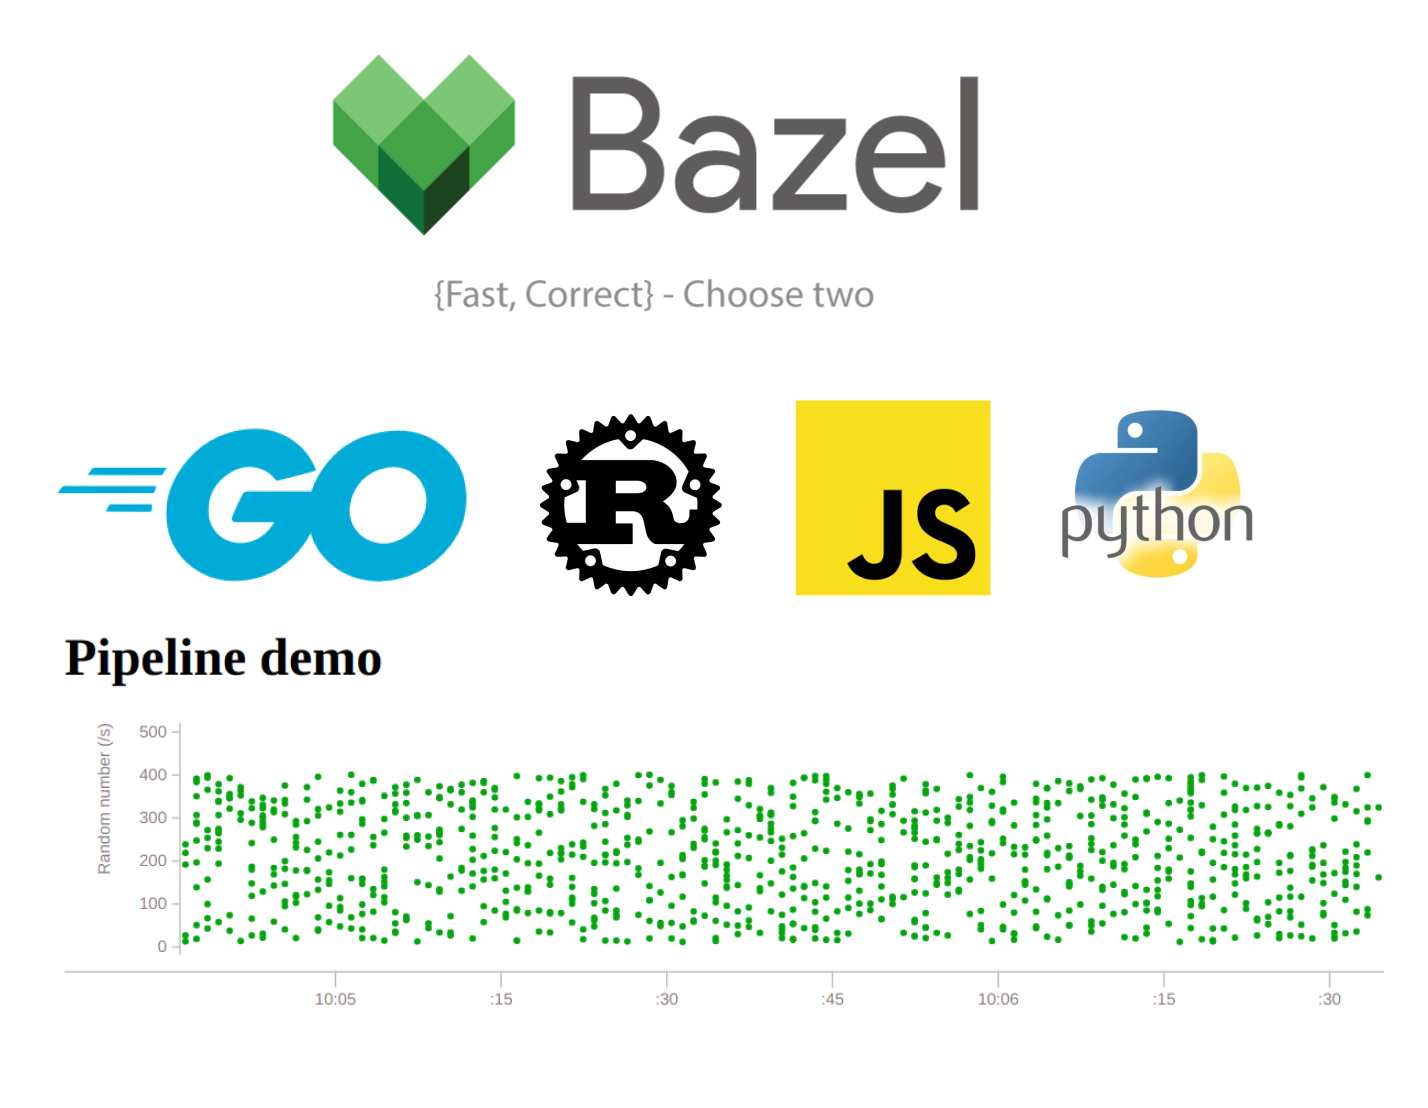 Bazel
{Fast, Correct} - Choose two
GO
R
JS
python
Pipeline demo
Random number (/s)
500
400
300
200
100
0
10:05 :15 :30 :45 10:06 :15 :30